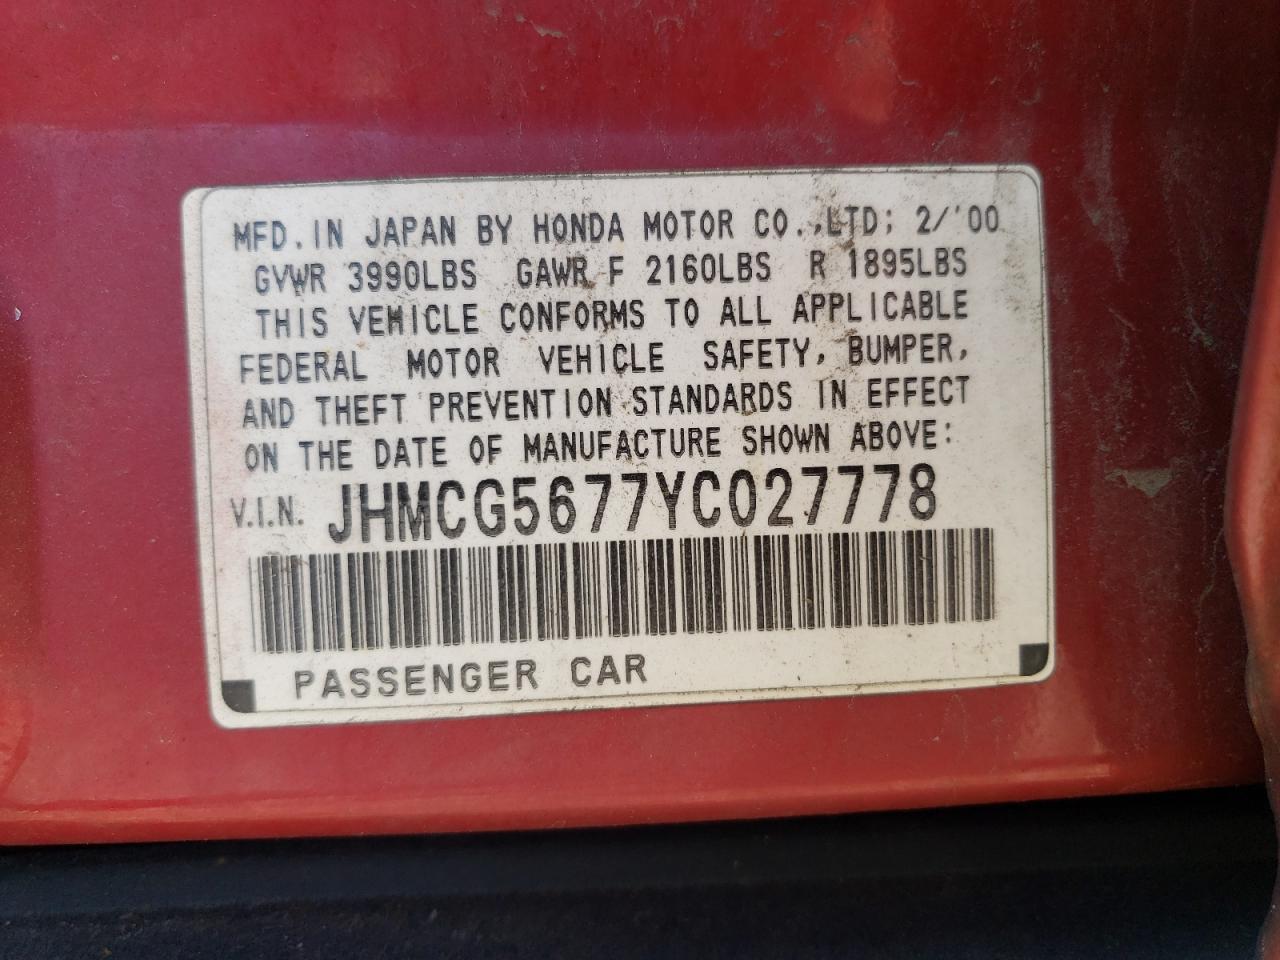 MFD. IN JAPAN BY HONDA MOTOR CO., LTD; 2/'00
GVWR 3990LBS GAWR F 2160LBS R 1895LBS
THIS VEHICLE CONFORMS TO ALL APPLICABLE
FEDERAL MOTOR VEHICLE SAFETY, BUMPER,
AND THEFT PREVENTION STANDARDS IN EFFECT
ON THE DATE OF MANUFACTURE SHOWN ABOVE:
V.I.N. JHMCG5677YC027778
PASSENGER CAR